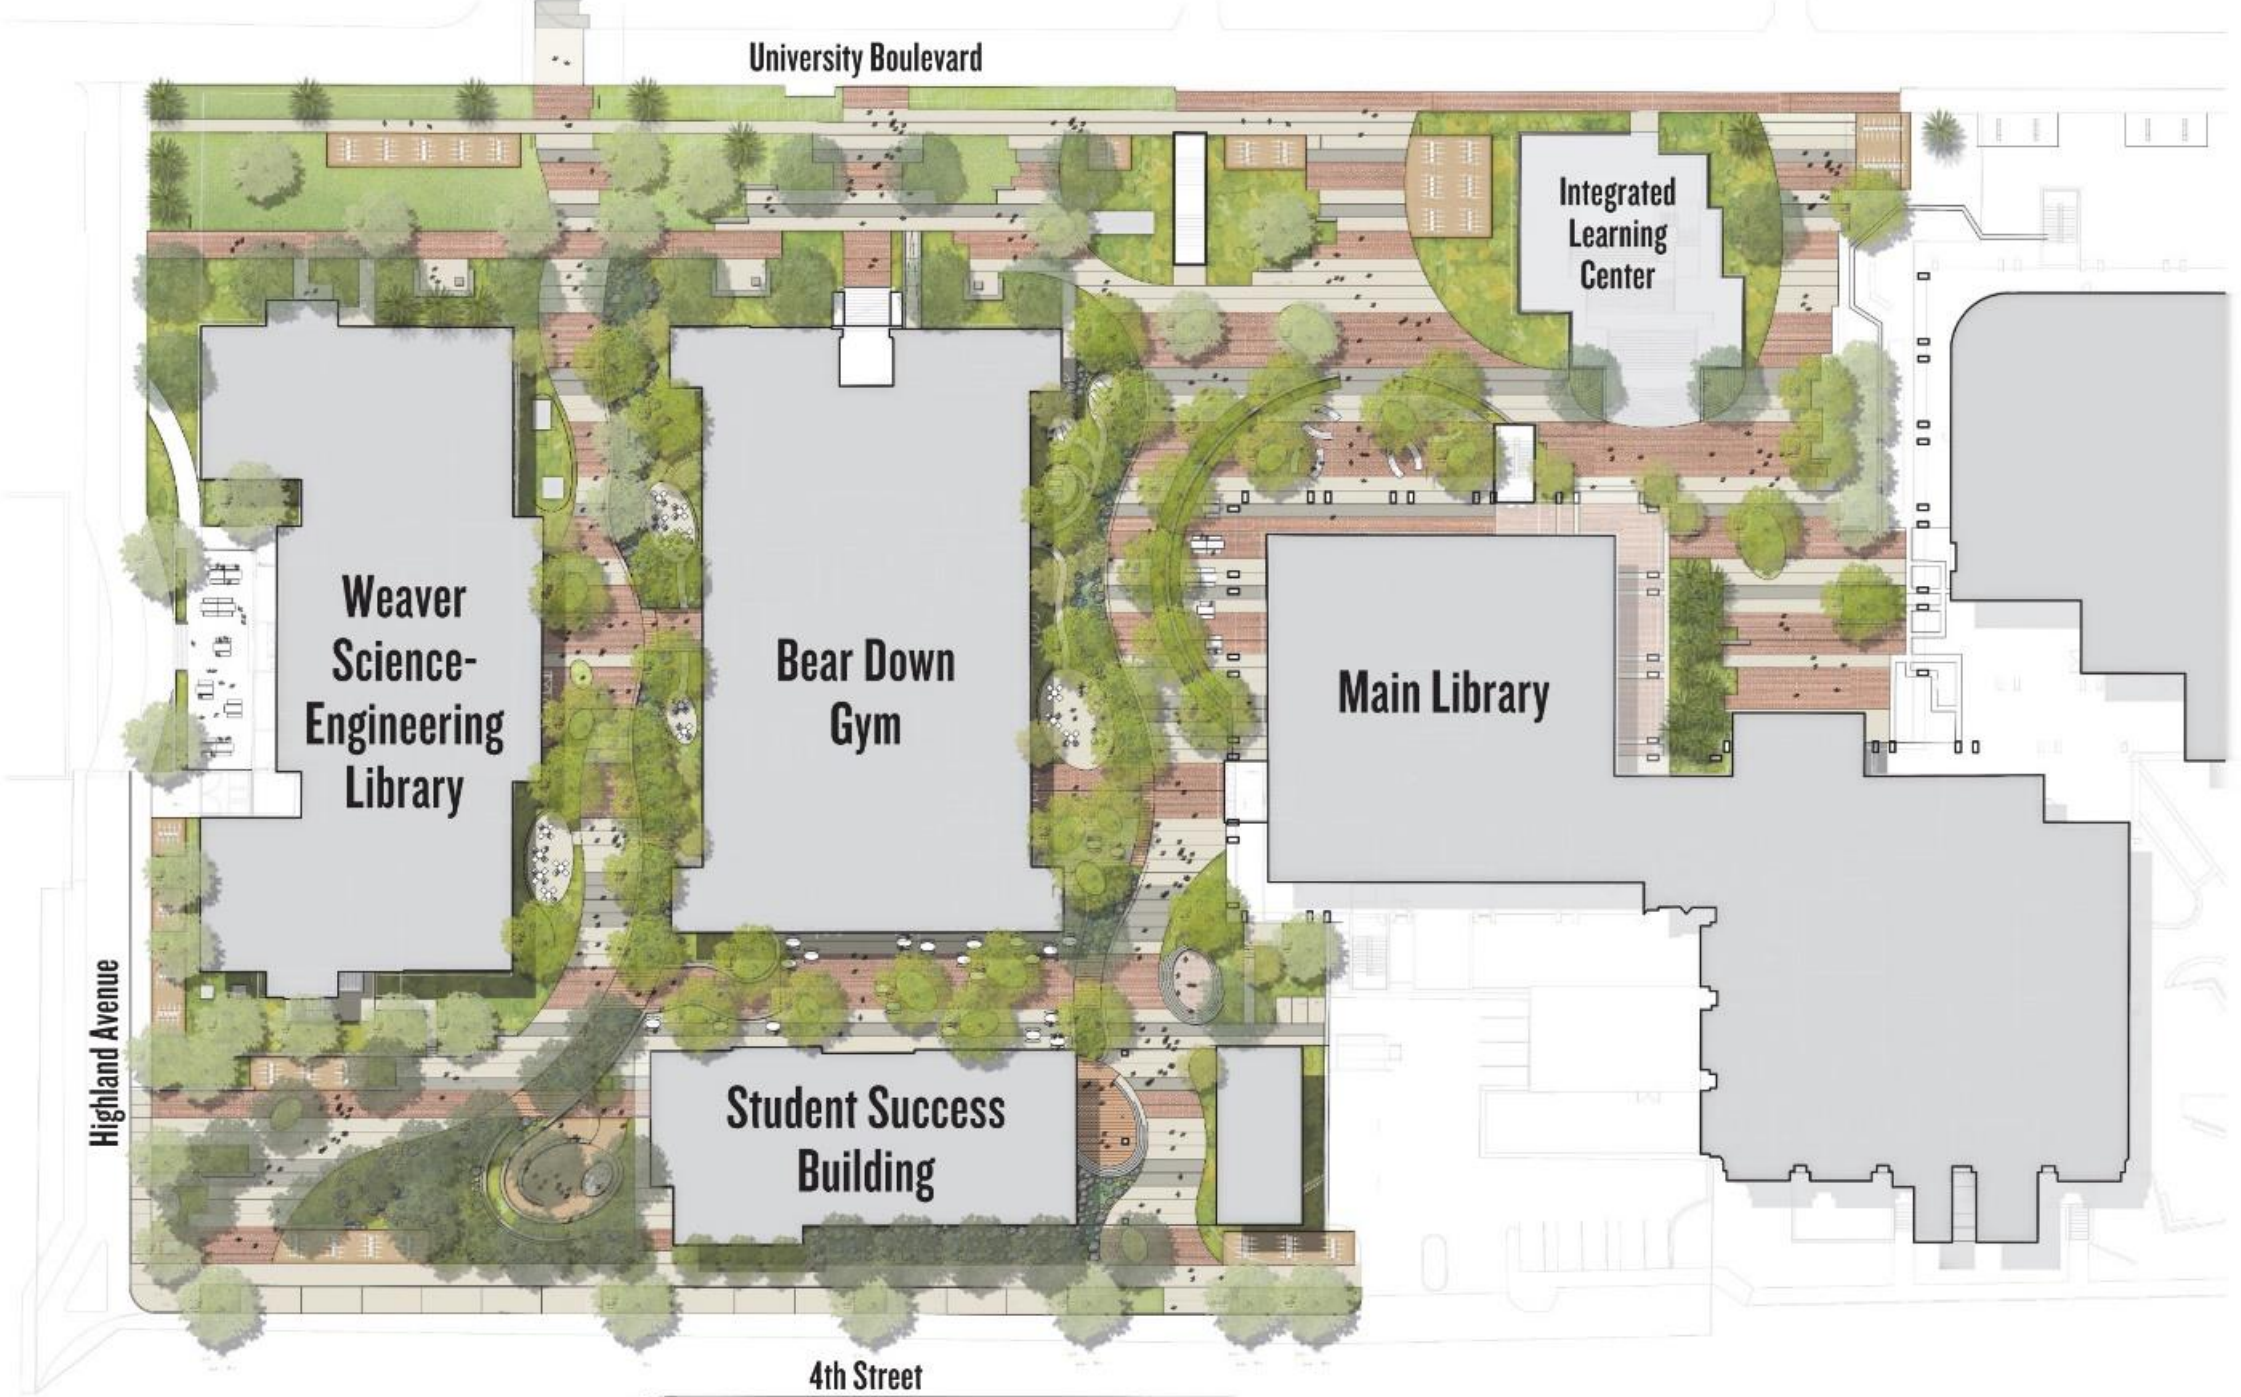 University Boulevard
Integrated
Learning
Center
Weaver
Science-
Engineering
Library
Bear Down
Gym
Main Library
Highland Avenue
Student Success
Building
4th Street